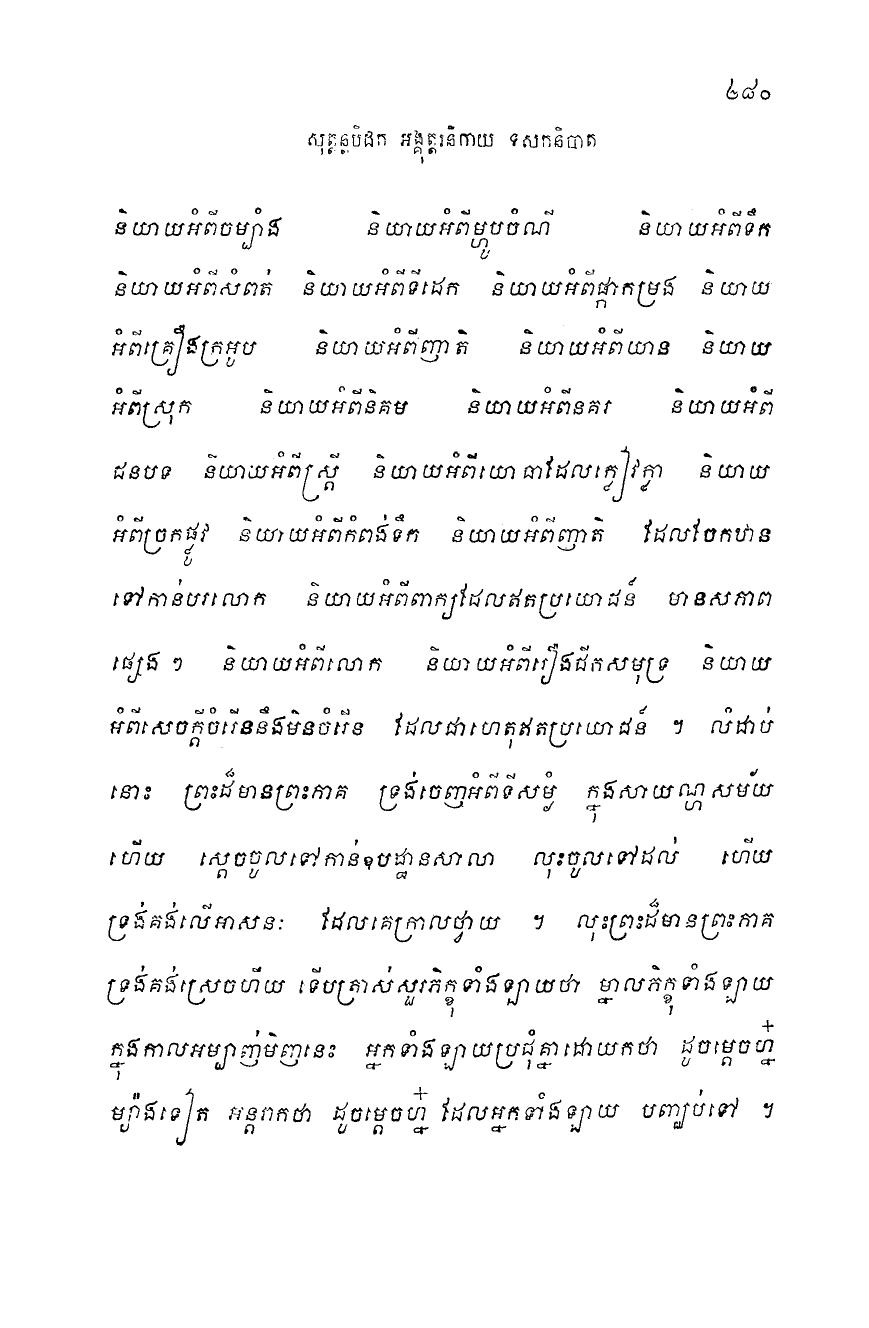 ៤៨០
សុត្តន្តបិដក អង្គុត្តរនិកាយ ទសកនិបាត
និយាយអំពីចម្បាំង និយាយអំពីម្ហូបចំណី និយាយអំពីទឹក
និយាយអំពីសំពត់ និយាយអំពីទីដេក និយាយអំពីផ្កាកម្រង និយាយ
អំពីគ្រឿងក្រអូប និយាយអំពីញាតិ និយាយអំពីយាន និយាយ
អំពីស្រុក និយាយអំពីនិគម និយាយអំពីនគរ និយាយអំពី
ជនបទ និយាយអំពីស្ត្រី និយាយអំពីយោធាដែលក្លៀវក្លា និយាយ
អំពីច្រកផ្លូវ និយាយអំពីកំពង់ទឹក និយាយអំពីញាតិ ដែលចែកឋាន
ទៅកាន់បរលោក និយាយអំពីពាក្យដែលឥតប្រយោជន៍ មានសភាព
ផ្សេង ៗ និយាយអំពីលោក និយាយអំពីរឿងជីកសមុទ្រ និយាយ
អំពីសេចក្តីចំរើននឹងមិនចំរើន ដែលជាហេតុឥតប្រយោជន៍ ។ លំដាប់
នោះ ព្រះដ៏មានព្រះភាគ ទ្រង់ចេញអំពីទីសម្ងំ ក្នុងសាយណ្ហសម័យ
ហើយ ស្តេចចូលទៅកាន់ឧបដ្ឋានសាលា លុះចូលទៅដល់ ហើយ
ទ្រង់គង់លើអាសនៈ ដែលគេក្រាលថ្វាយ ។ លុះព្រះដ៏មានព្រះភាគ
ទ្រង់គង់ស្រេចហើយ ទើបត្រាស់សួរភិក្ខុទាំងឡាយថា ម្នាលភិក្ខុទាំងឡាយ
ក្នុងកាលអម្បាញ់មិញនេះ អ្នកទាំងឡាយប្រជុំគ្នាដោយកថា ដូចម្តេចហ្ន៎
ម្យ៉ាងទៀត អន្តរាកថា ដូចម្តេចហ្ន៎ ដែលអ្នកទាំងឡាយ បញ្ឈប់ទៅ ។